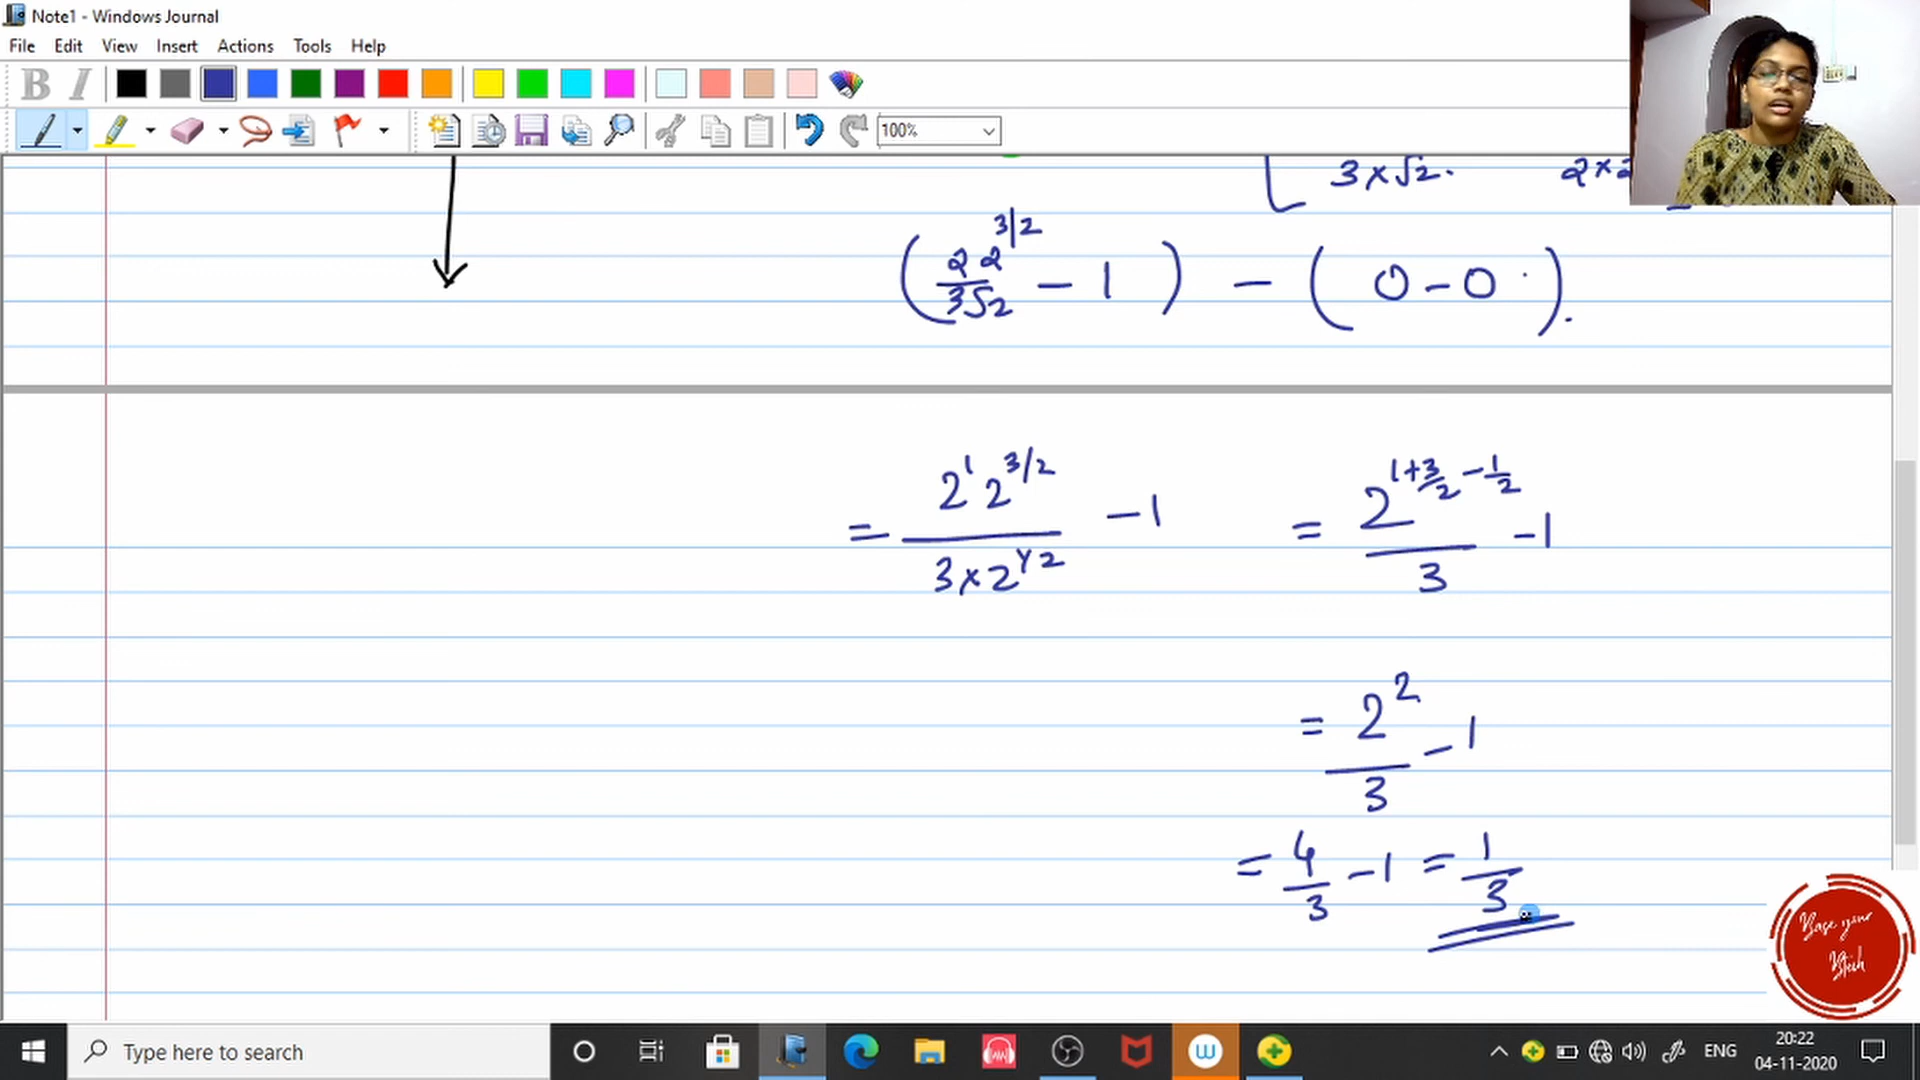 Note1 - Windows Journal
File Edit View Insert Actions Tools Help
B I
100%
3 × √2.
( 2 2^{3/2} / 3√2 - 1 ) - ( 0 - 0 ).
= 2^1 2^{3/2} / 3 × 2^{1/2} - 1 = 2^{1 + 3/2 - 1/2} / 3 - 1
= 2^2 / 3 - 1
= 4/3 - 1 = 1/3
Base your
Type here to search
ENG
20:22
04-11-2020